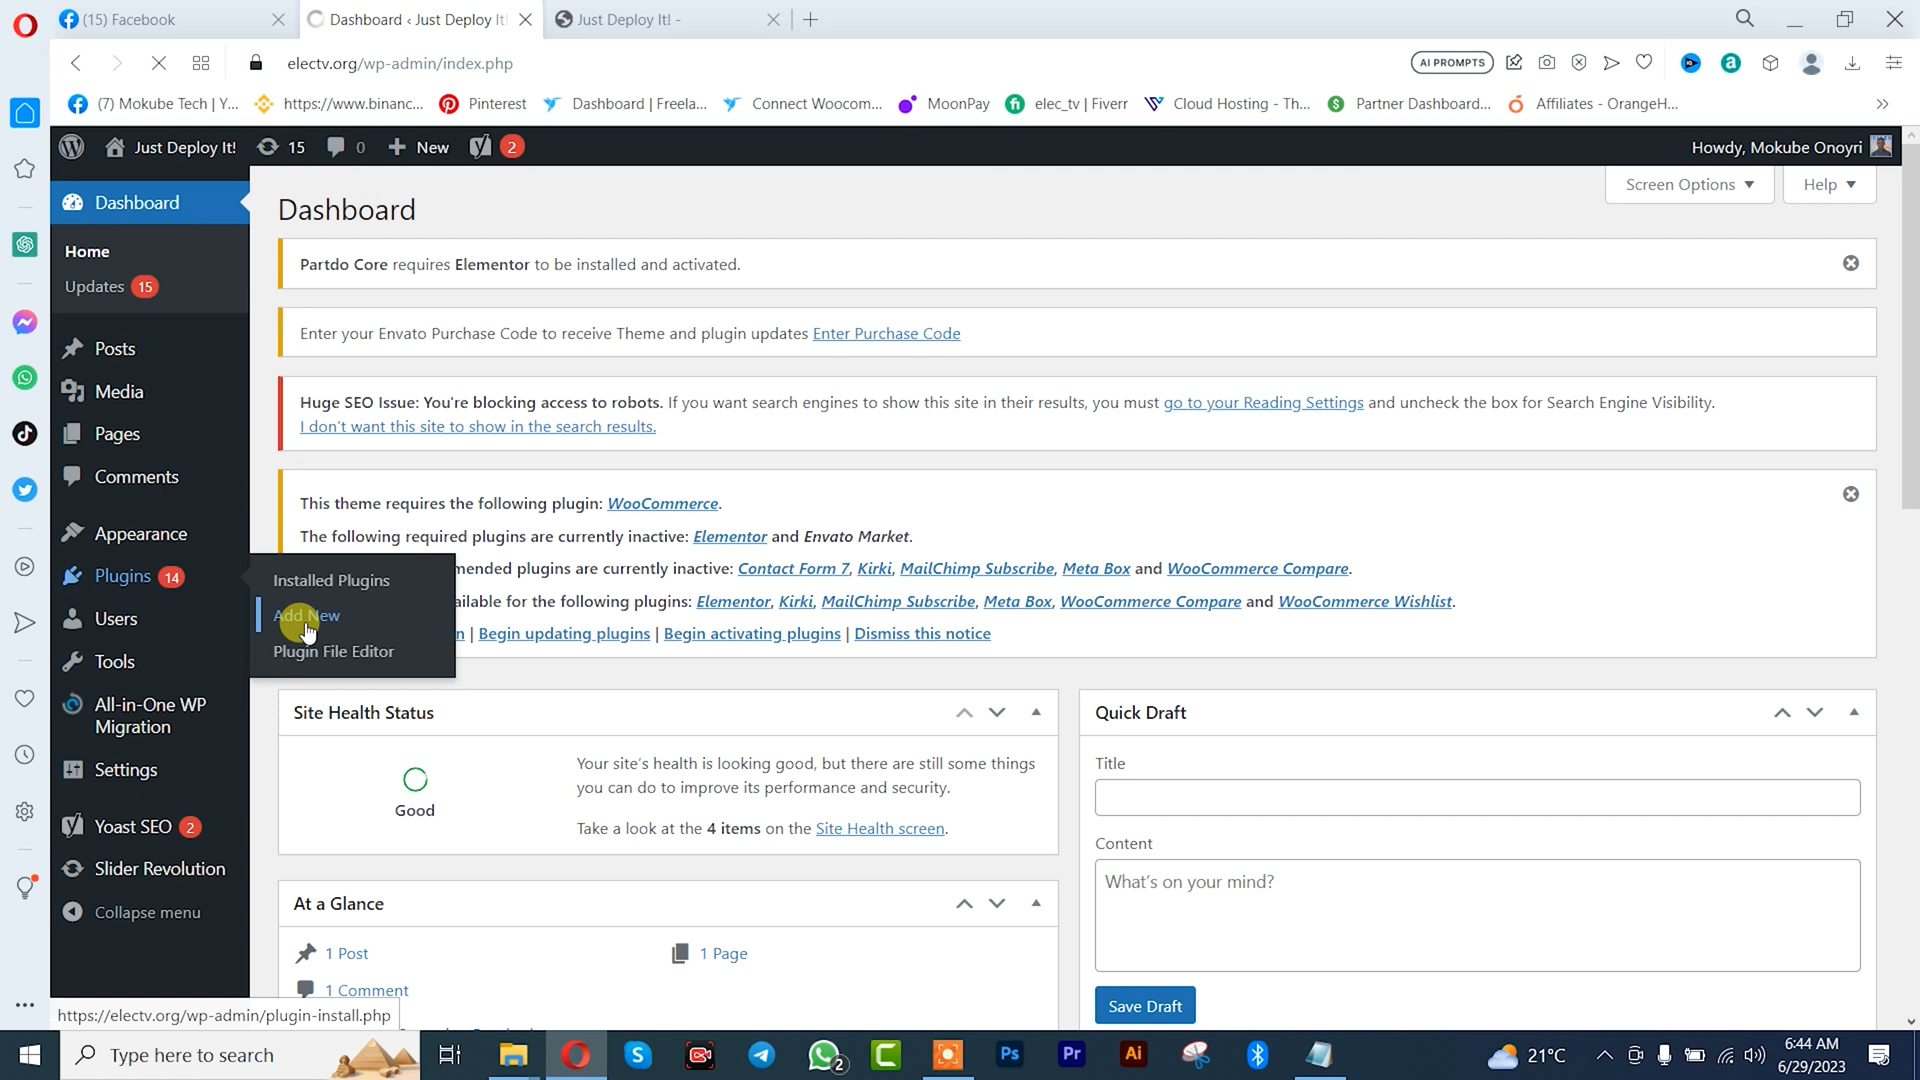 (15) Facebook
Dashboard ‹ Just Deploy It!
Just Deploy It! -
electv.org/wp-admin/index.php
AI PROMPTS
(7) Mokube Tech | Y...
https://www.binanc...
Pinterest
Dashboard | Freela...
Connect Woocom...
MoonPay
elec_tv | Fiverr
Cloud Hosting - Th...
Partner Dashboard...
Affiliates - OrangeH...
Just Deploy It!
15
0
New
2
Howdy, Mokube Onoyri
Dashboard
Home
Updates 15
Posts
Media
Pages
Comments
Appearance
Plugins 14
Users
Tools
All-in-One WP
Migration
Settings
Yoast SEO 2
Slider Revolution
Collapse menu
Installed Plugins
Add New
Plugin File Editor
Screen Options
Help
Dashboard
Partdo Core requires Elementor to be installed and activated.
Enter your Envato Purchase Code to receive Theme and plugin updates Enter Purchase Code
Huge SEO Issue: You're blocking access to robots. If you want search engines to show this site in their results, you must go to your Reading Settings and uncheck the box for Search Engine Visibility.
I don't want this site to show in the search results.
This theme requires the following plugin: WooCommerce.
The following required plugins are currently inactive: Elementor and Envato Market.
mended plugins are currently inactive: Contact Form 7, Kirki, MailChimp Subscribe, Meta Box and WooCommerce Compare.
ailable for the following plugins: Elementor, Kirki, MailChimp Subscribe, Meta Box, WooCommerce Compare and WooCommerce Wishlist.
n | Begin updating plugins | Begin activating plugins | Dismiss this notice
Site Health Status
Good
Your site's health is looking good, but there are still some things
you can do to improve its performance and security.
Take a look at the 4 items on the Site Health screen.
At a Glance
1 Post
1 Page
1 Comment
Quick Draft
Title
Content
What's on your mind?
Save Draft
https://electv.org/wp-admin/plugin-install.php
Type here to search
2
Ps
Pr
Ai
21°C
6:44 AM
6/29/2023